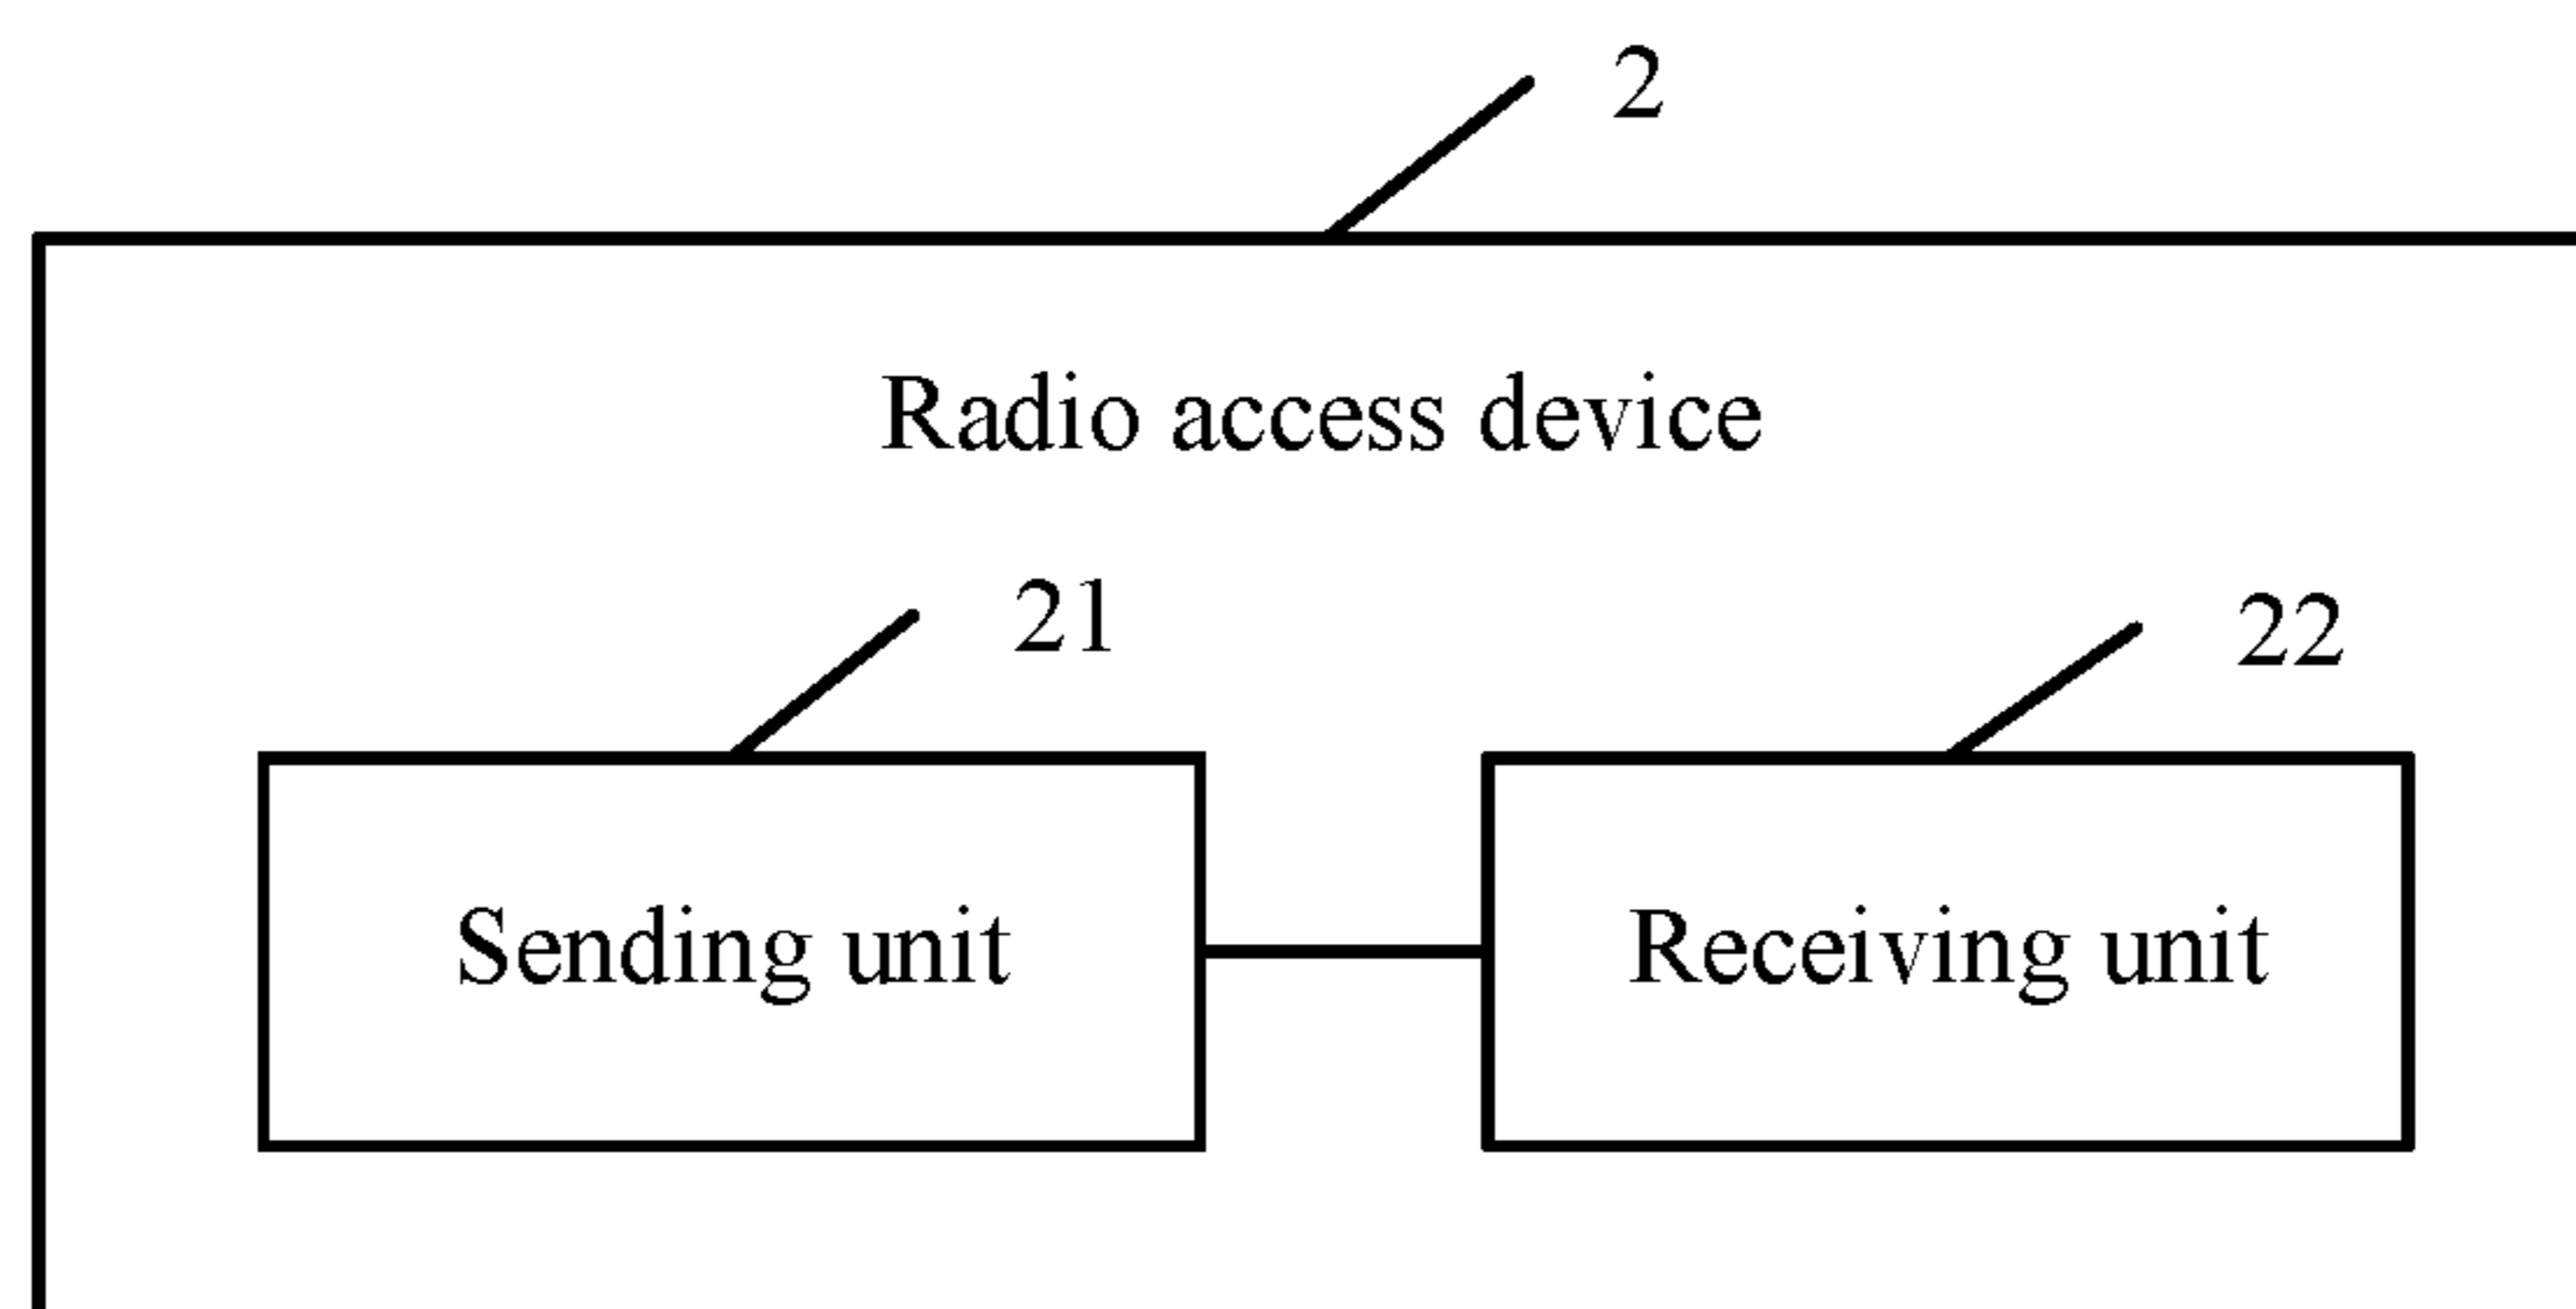 2
Radio access device
21
22
Sending unit
Receiving unit